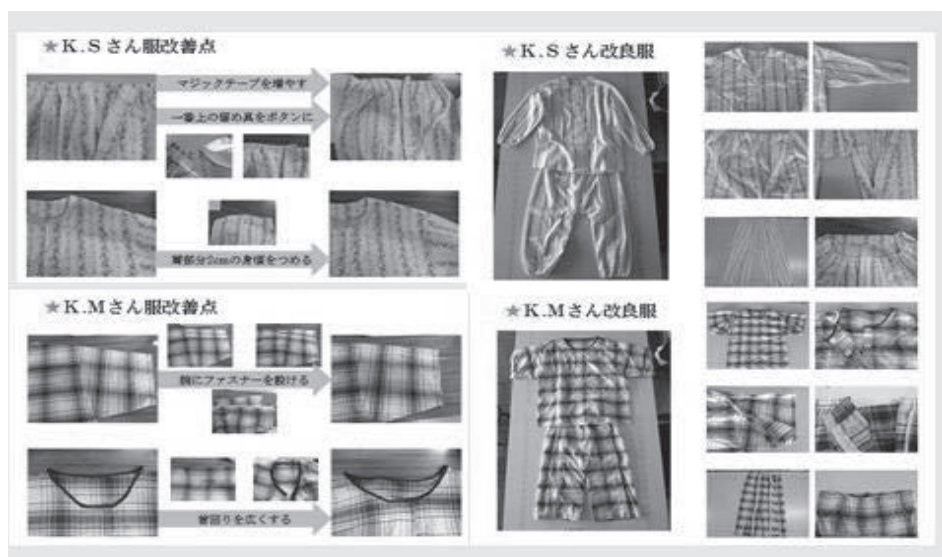 ★K.Sさん服改善点
マジックテープを増やす
一番上の留め具をボタンに
肩部分2cmの身頃をつめる
★K.Mさん服改善点
胸にファスナーを設ける
首回りを広くする
★K.Sさん改良服
★K.Mさん改良服